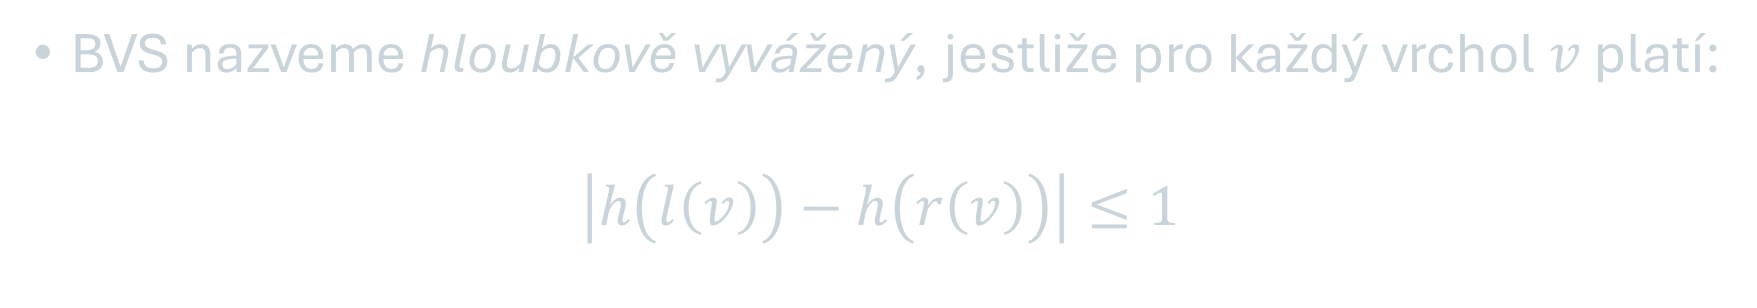 • BVS nazveme hloubkově vyvážený, jestliže pro každý vrchol 𝑣 platí:
|ℎ(𝑙(𝑣)) − ℎ(𝑟(𝑣))| ≤ 1